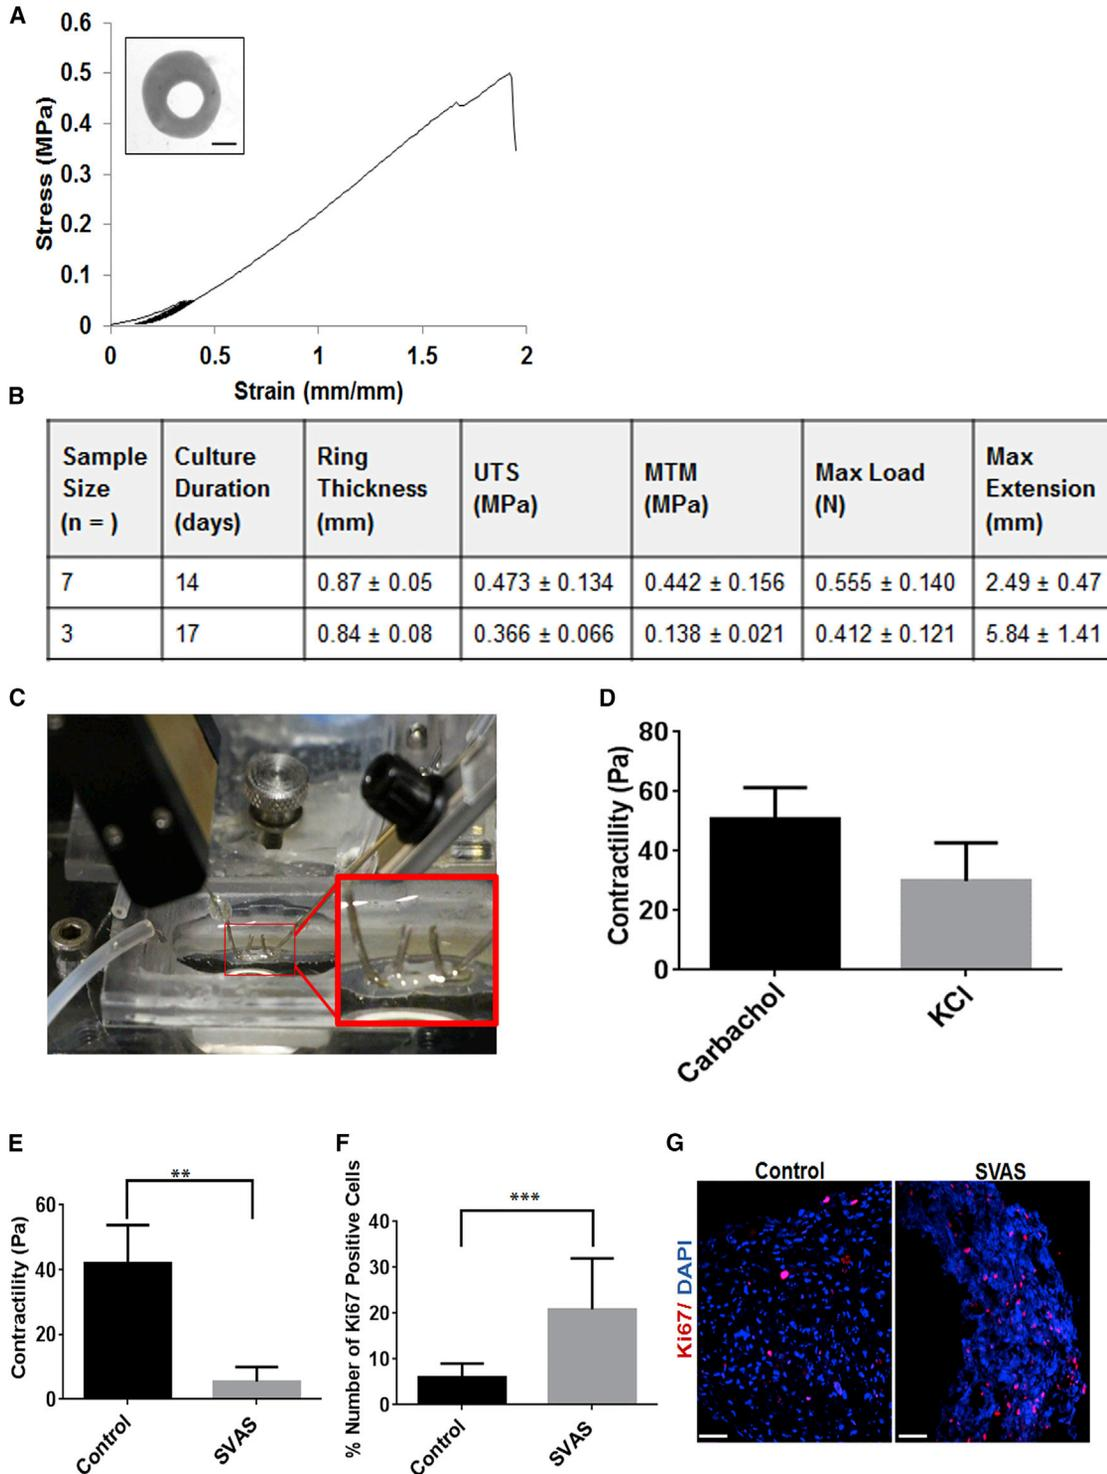 A
0.6
0.5
0.4
0.3
0.2
0.1
0
Stress (MPa)
0 0.5 1 1.5 2
Strain (mm/mm)
B
Sample Size (n = ) Culture Duration (days) Ring Thickness (mm) UTS (MPa) MTM (MPa) Max Load (N) Max Extension (mm)
7 14 0.87 ± 0.05 0.473 ± 0.134 0.442 ± 0.156 0.555 ± 0.140 2.49 ± 0.47
3 17 0.84 ± 0.08 0.366 ± 0.066 0.138 ± 0.021 0.412 ± 0.121 5.84 ± 1.41
C
D
80
60
40
20
0
Contractility (Pa)
Carbachol KCl
E
**
60
40
20
0
Contractility (Pa)
Control SVAS
F
***
40
30
20
10
0
% Number of Ki67 Positive Cells
Control SVAS
G
Control SVAS
Ki67/ DAPI